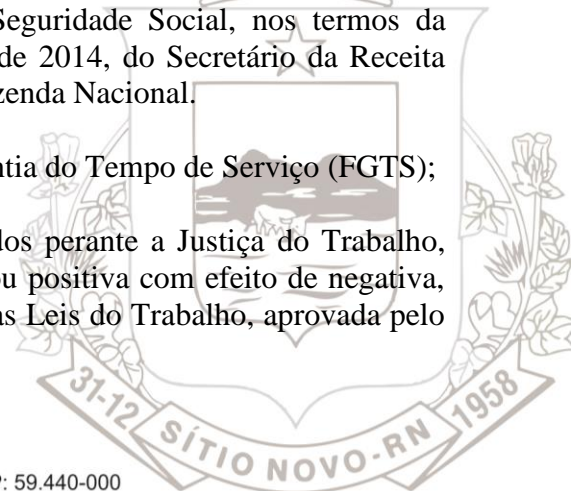 Seguridade Social, nos termos da
de 2014, do Secretário da Receita
zenda Nacional.
ntia do Tempo de Serviço (FGTS);
dos perante a Justiça do Trabalho,
ou positiva com efeito de negativa,
as Leis do Trabalho, aprovada pelo
31-12 SÍTIO NOVO-RN 1958
P: 59.440-000